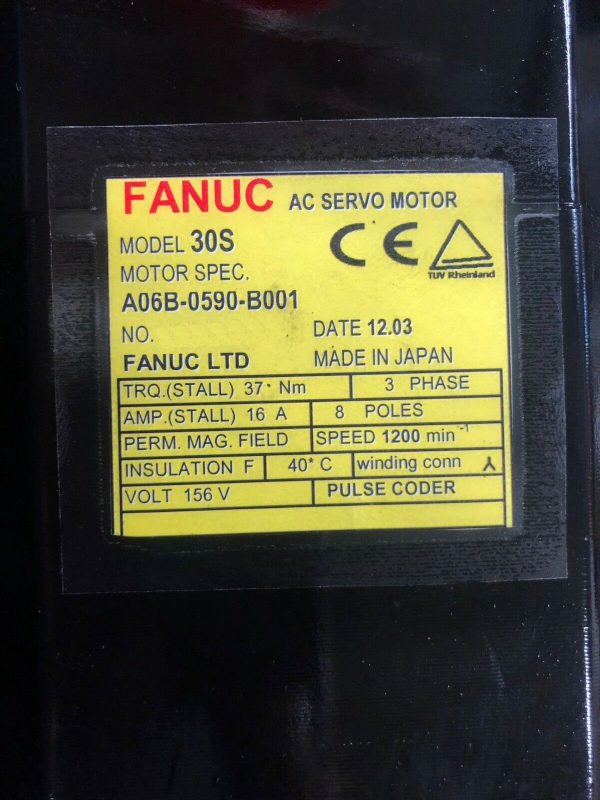 FANUC AC SERVO MOTOR
MODEL 30S
MOTOR SPEC.
CE
TUV Rheinland
A06B-0590-B001
NO. DATE 12.03
FANUC LTD MADE IN JAPAN
TRQ.(STALL) 37 Nm 3 PHASE
AMP.(STALL) 16 A 8 POLES
PERM. MAG. FIELD SPEED 1200 min⁻¹
INSULATION F 40° C winding conn
VOLT 156 V PULSE CODER